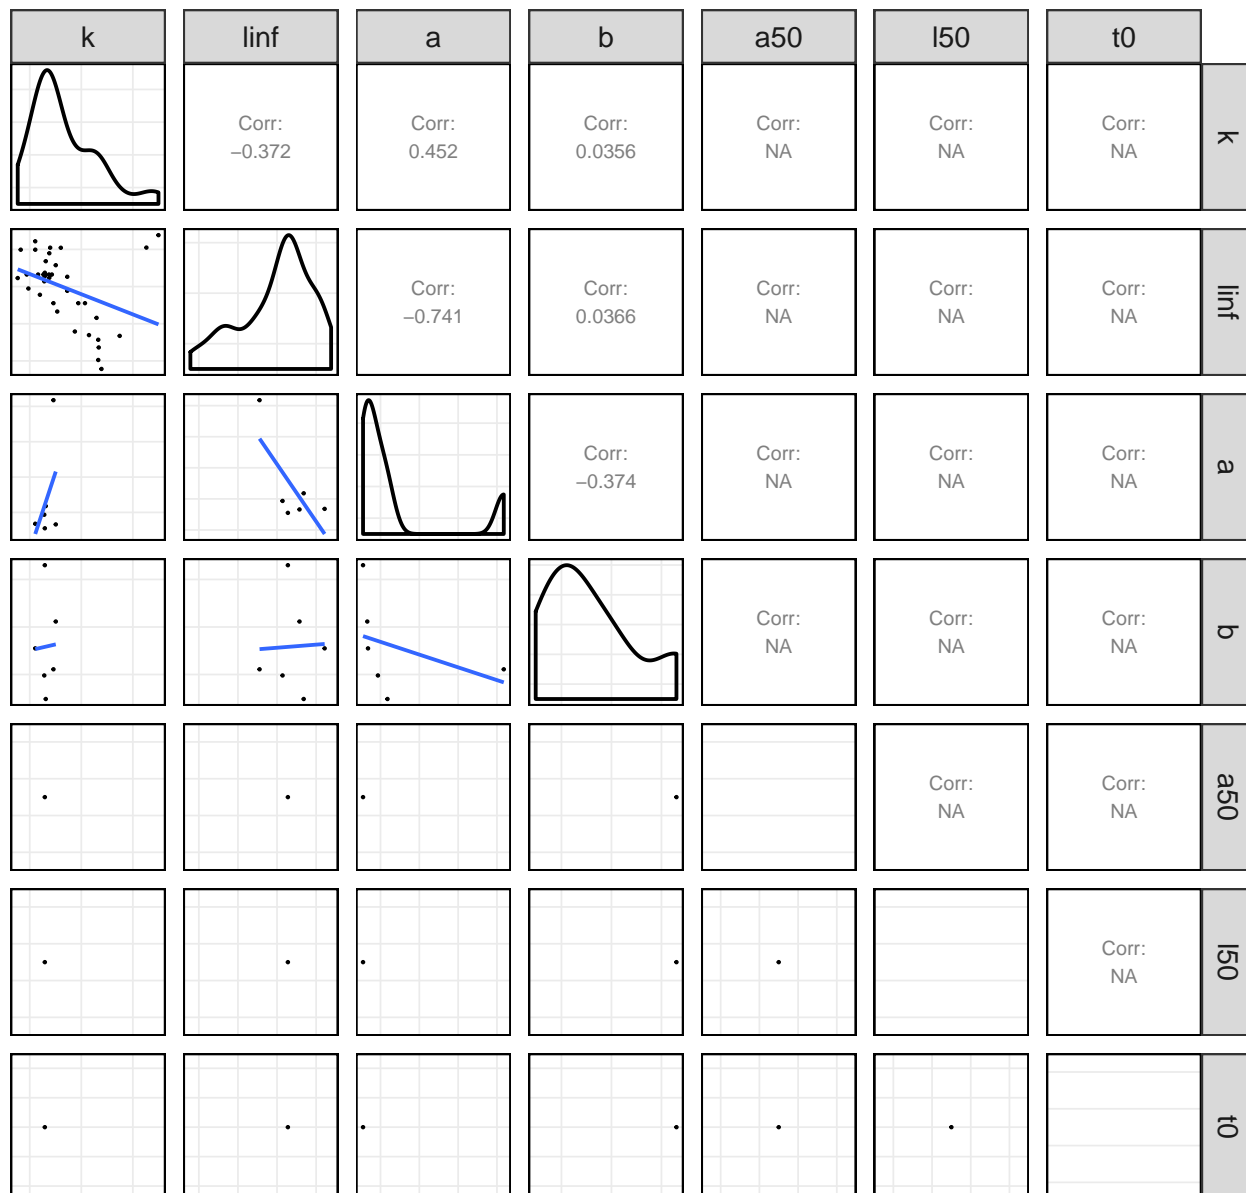 k linf a b a50 l50 t0
Corr: Corr: Corr: Corr: Corr: Corr:
−0.372 0.452 0.0356 NA NA NA
k
Corr: Corr: Corr: Corr: Corr:
−0.741 0.0366 NA NA NA
linf
Corr: Corr: Corr: Corr:
−0.374 NA NA NA
a
Corr: Corr: Corr:
NA NA NA
b
Corr: Corr:
NA NA
a50
Corr:
NA
l50
t0